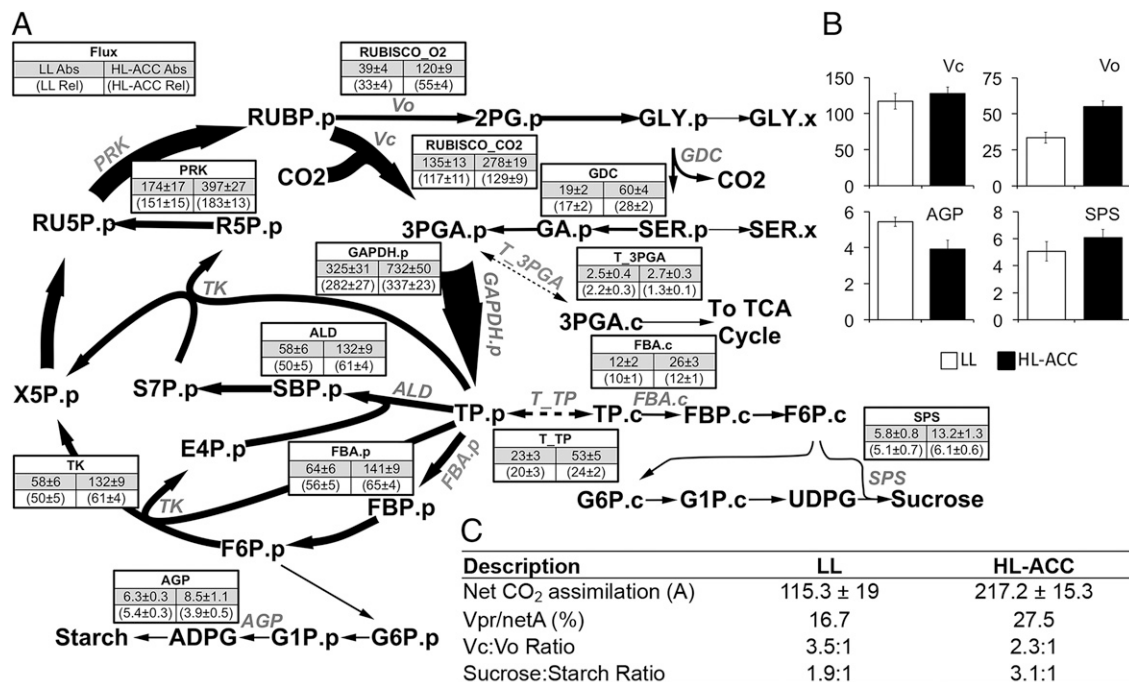 A
Flux
LL Abs HL-ACC Abs
(LL Rel) (HL-ACC Rel)
RUBISCO_O2
39±4 120±9
(33±4) (55±4)
Vo
RUBP.p 2PG.p GLY.p GLY.x
PRK
Vc
PRK
174±17 397±27
(151±15) (183±13)
CO2
RUBISCO_CO2
135±13 278±19
(117±11) (129±9)
GDC
CO2
GDC
19±2 60±4
(17±2) (28±2)
RU5P.p R5P.p
3PGA.p GA.p SER.p SER.x
GAPDH.p
325±31 732±50
(282±27) (337±23)
GAPDH.p
T_3PGA
T_3PGA
2.5±0.4 2.7±0.3
(2.2±0.3) (1.3±0.1)
TK
3PGA.c To TCA
Cycle
ALD
58±6 132±9
(50±5) (61±4)
FBA.c
12±2 26±3
(10±1) (12±1)
X5P.p S7P.p SBP.p ALD
TP.p T_TP TP.c FBA.c FBP.c F6P.c
T_TP
23±3 53±5
(20±3) (24±2)
SPS
5.8±0.8 13.2±1.3
(5.1±0.7) (6.1±0.6)
E4P.p
FBA.p
64±6 141±9
(56±5) (65±4)
FBA.p
TK
58±6 132±9
(50±5) (61±4)
TK
FBP.p
G6P.c G1P.c UDPG SPS Sucrose
F6P.p
AGP
6.3±0.3 8.5±1.1
(5.4±0.3) (3.9±0.5)
Starch ADPG AGP G1P.p G6P.p
B
Vc
150
100
50
0
Vo
75
50
25
0
AGP
6
4
2
0
SPS
8
6
4
2
0
LL HL-ACC
C
Description LL HL-ACC
Net CO₂ assimilation (A) 115.3 ± 19 217.2 ± 15.3
Vpr/netA (%) 16.7 27.5
Vc:Vo Ratio 3.5:1 2.3:1
Sucrose:Starch Ratio 1.9:1 3.1:1